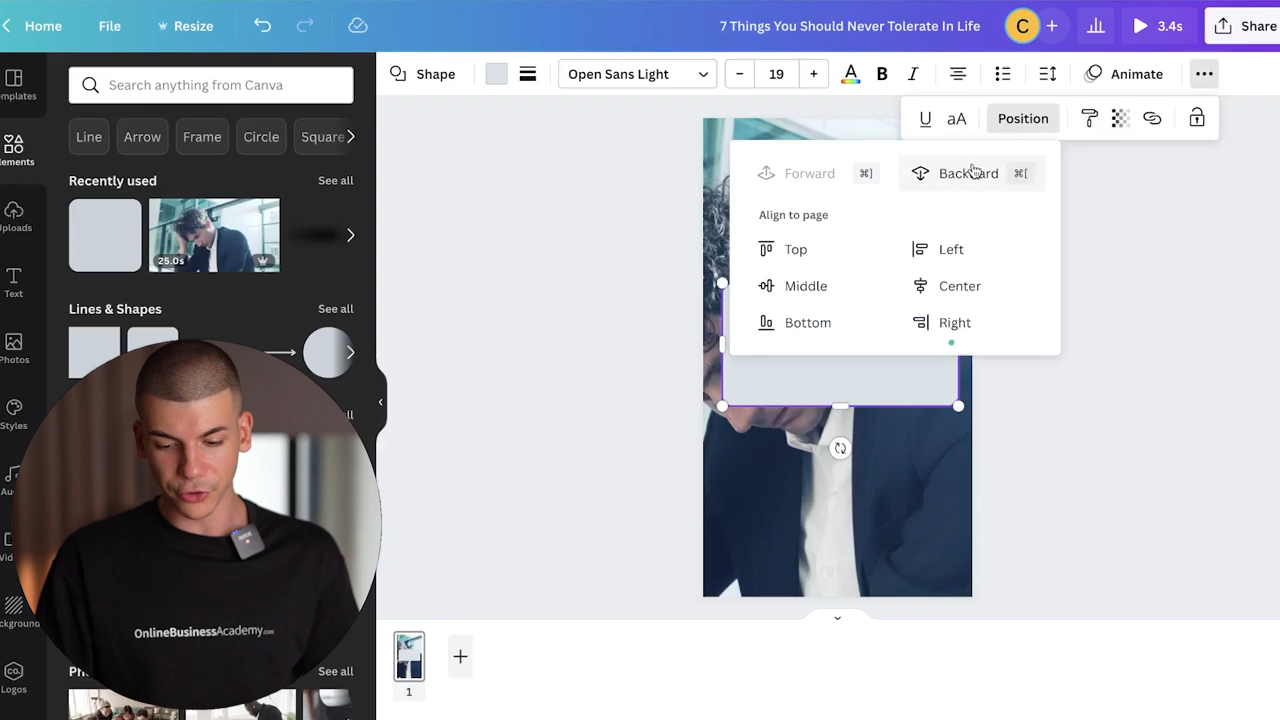 Home File Resize 7 Things You Should Never Tolerate In Life C 3.4s Share
Search anything from Canva
Shape Open Sans Light 19 B I Animate
U aA Position
Line Arrow Frame Circle Square
Recently used See all
Forward ⌘] Backward ⌘[
Align to page
Top Left
Middle Center
Bottom Right
25.0s
Lines & Shapes See all
Text
Photos
Styles
Uploads
OnlineBusinessAcademy.com
Logos
See all
1